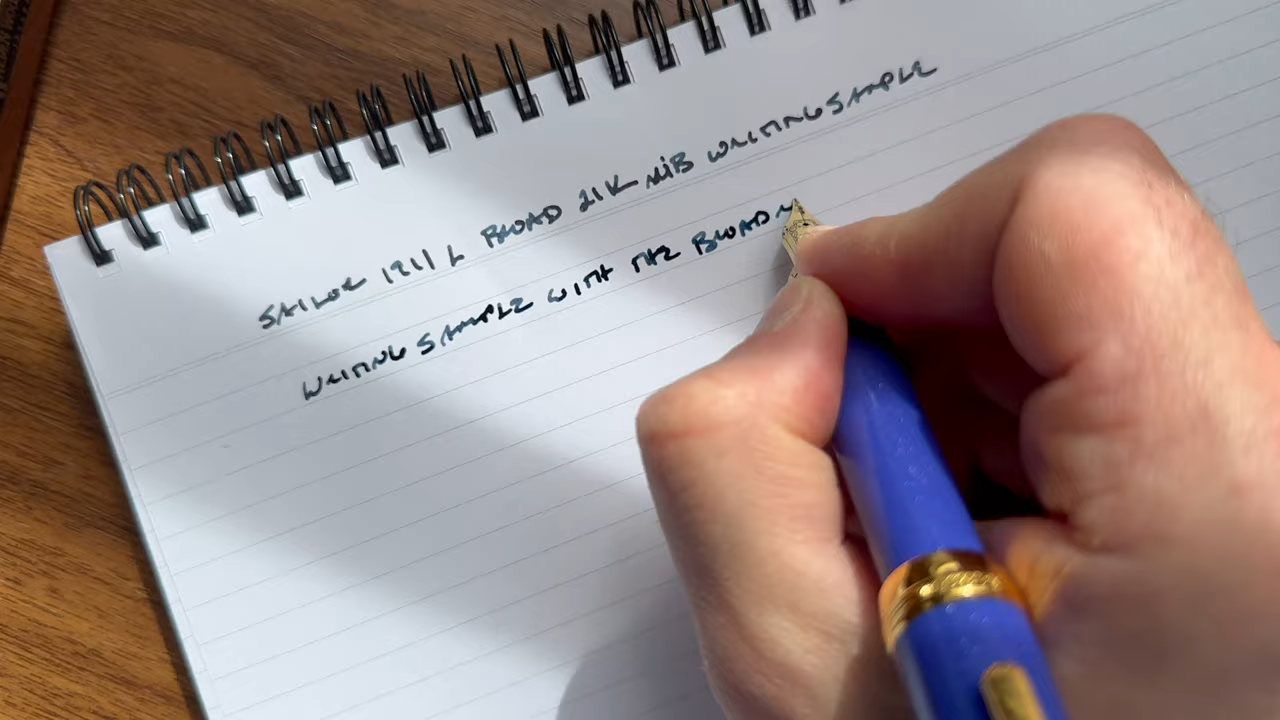 SAILOR 1911 L BROAD 21K NIB WRITING SAMPLE
WRITING SAMPLE WITH THE BROAD N